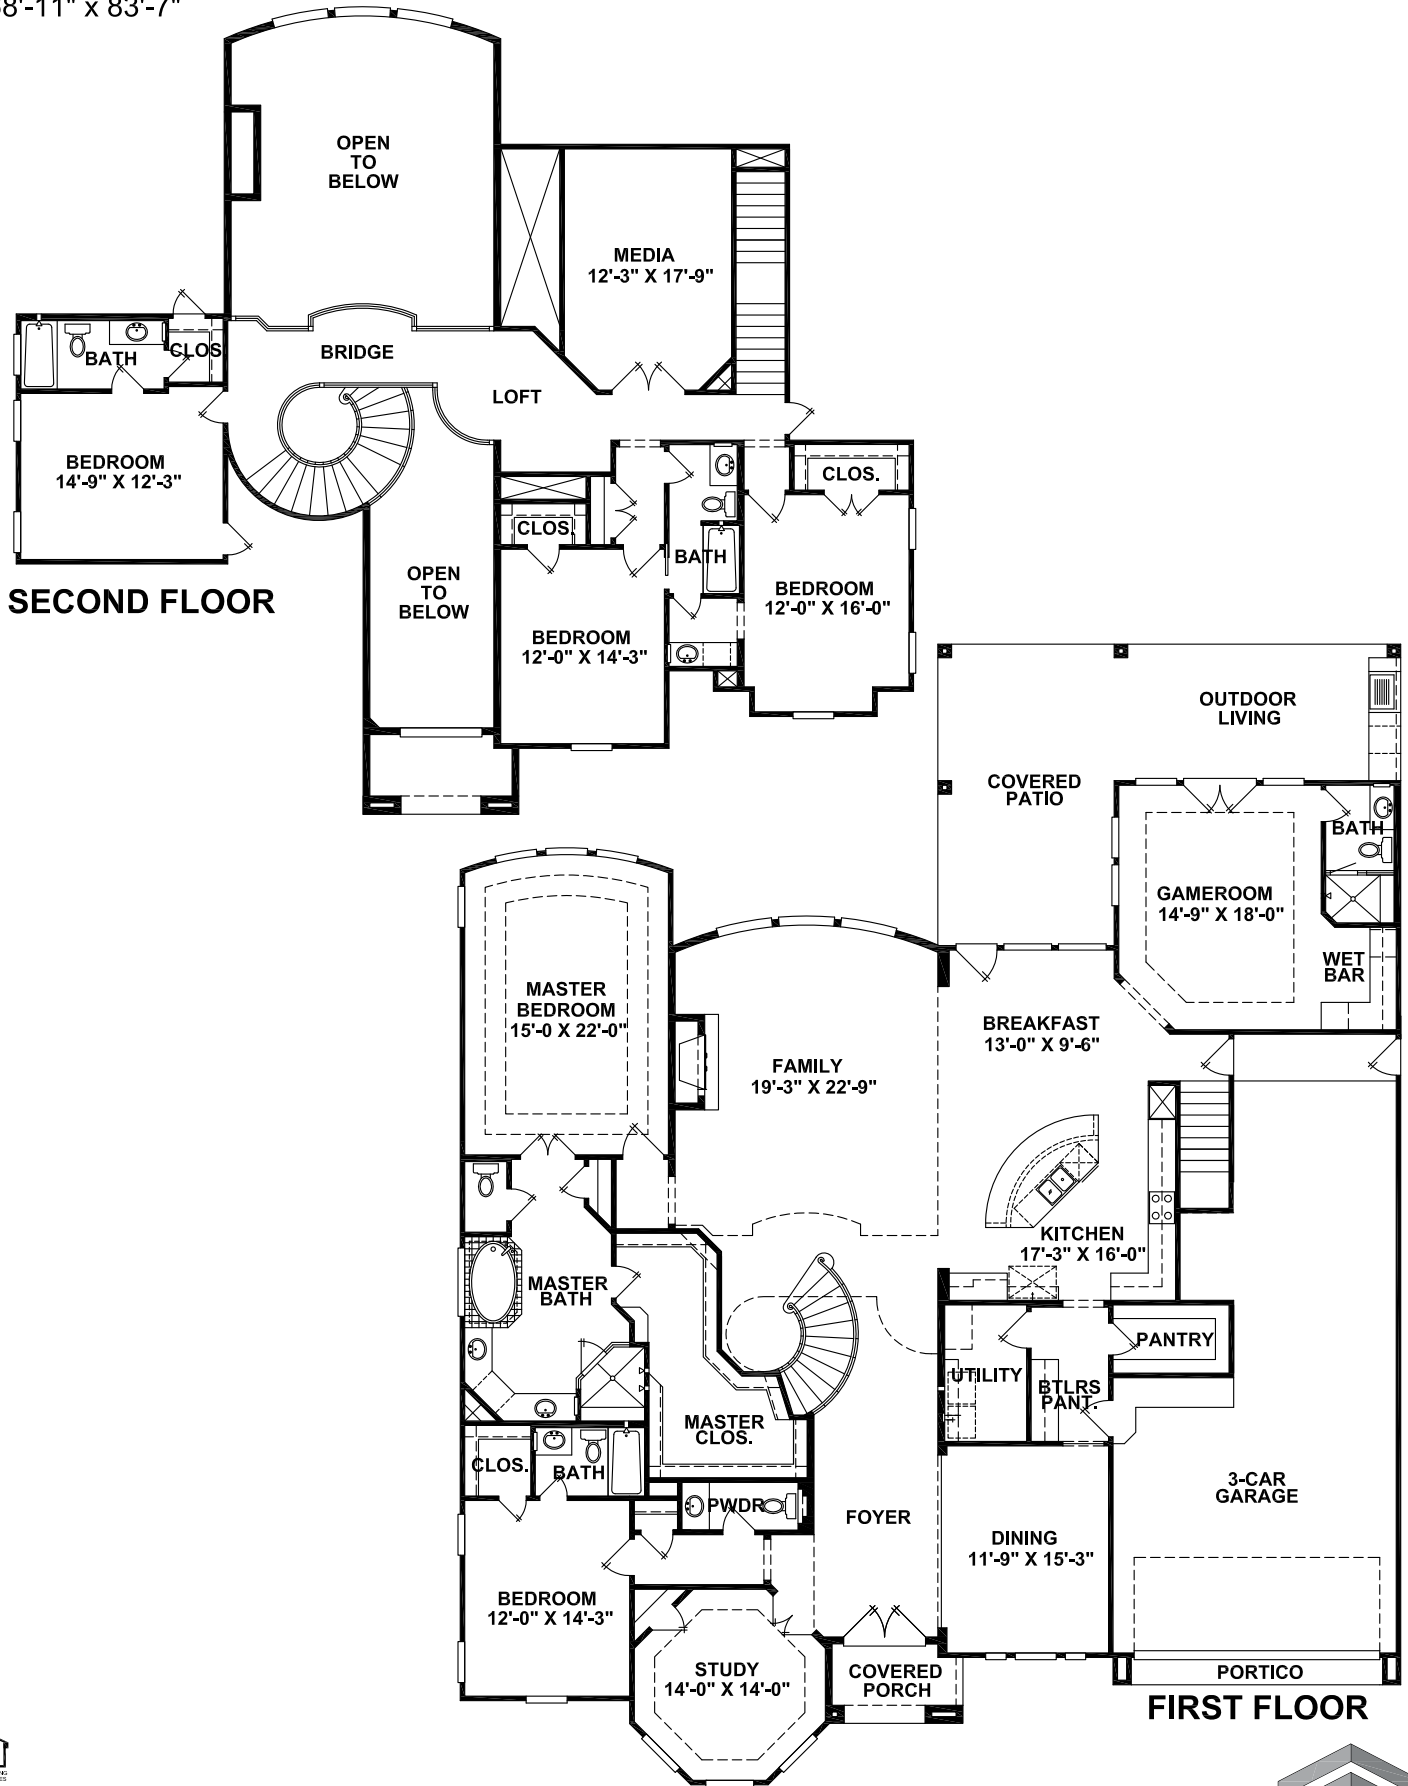 OPEN
TO
BELOW
MEDIA
12'-3" X 17'-9"
BATH
CLOS
BRIDGE
LOFT
BEDROOM
14'-9" X 12'-3"
CLOS.
CLOS.
BATH
OPEN
TO
BELOW
BEDROOM
12'-0" X 16'-0"
SECOND FLOOR
BEDROOM
12'-0" X 14'-3"
OUTDOOR
LIVING
COVERED
PATIO
BATH
GAMEROOM
14'-9" X 18'-0"
WET
BAR
MASTER
BEDROOM
15'-0 X 22'-0"
BREAKFAST
13'-0" X 9'-6"
FAMILY
19'-3" X 22'-9"
KITCHEN
17'-3" X 16'-0"
MASTER
BATH
PANTRY
UTILITY
BTLRS
PANT.
MASTER
CLOS.
CLOS.
BATH
3-CAR
GARAGE
PWDR
FOYER
DINING
11'-9" X 15'-3"
BEDROOM
12'-0" X 14'-3"
STUDY
14'-0" X 14'-0"
COVERED
PORCH
PORTICO
FIRST FLOOR